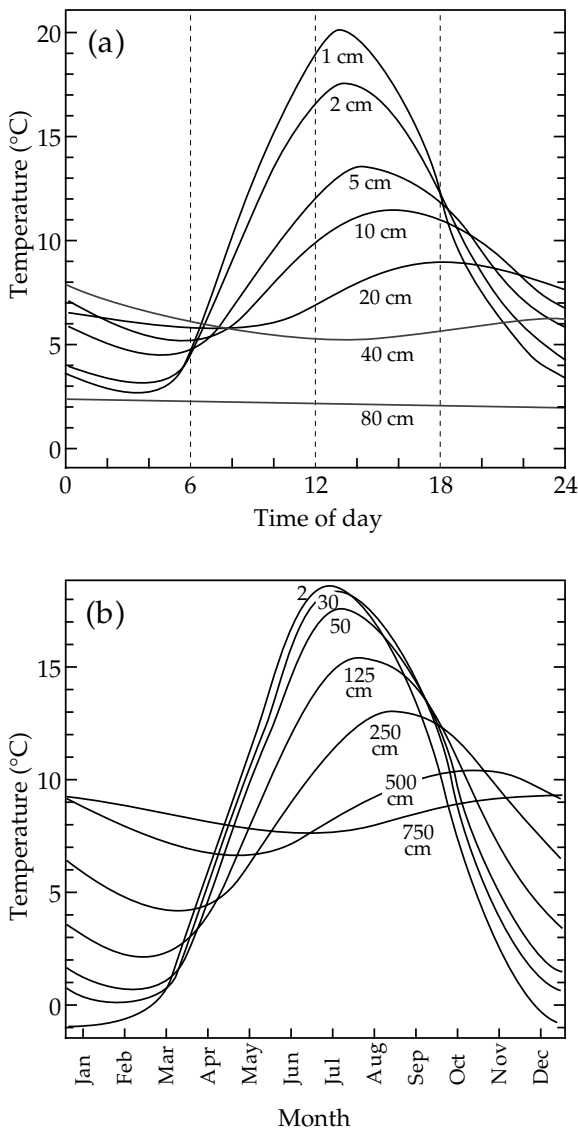 (a)
20
15
10
5
0
Temperature (°C)
1 cm
2 cm
5 cm
10 cm
20 cm
40 cm
80 cm
0 6 12 18 24
Time of day
(b)
15
10
5
0
Temperature (°C)
2
30
50
125
cm
250
cm
500
cm
750
cm
Jan Feb Mar Apr May Jun Jul Aug Sep Oct Nov Dec
Month